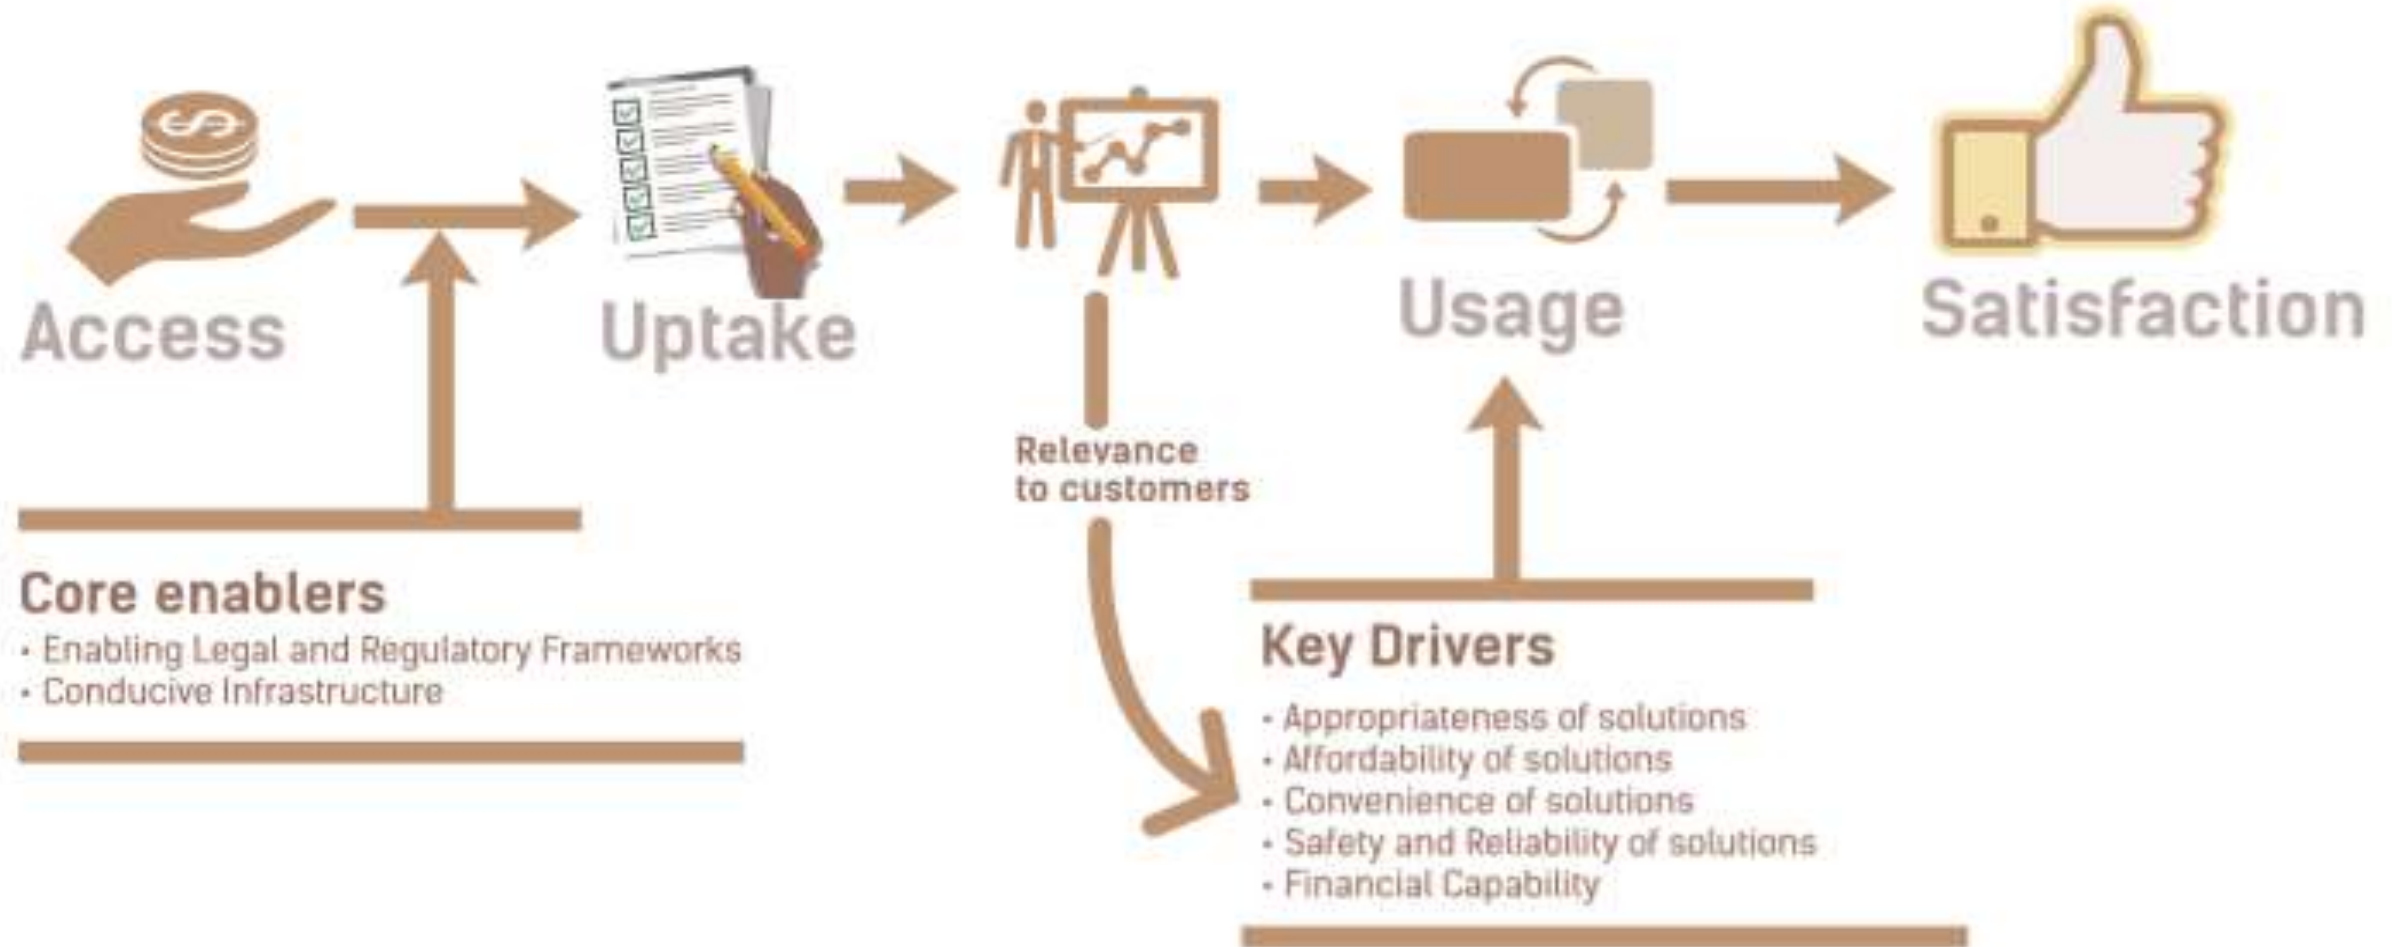 Access
Uptake
Usage
Satisfaction
Relevance
to customers
Core enablers
• Enabling Legal and Regulatory Frameworks
• Conducive Infrastructure
Key Drivers
• Appropriateness of solutions
• Affordability of solutions
• Convenience of solutions
• Safety and Reliability of solutions
• Financial Capability